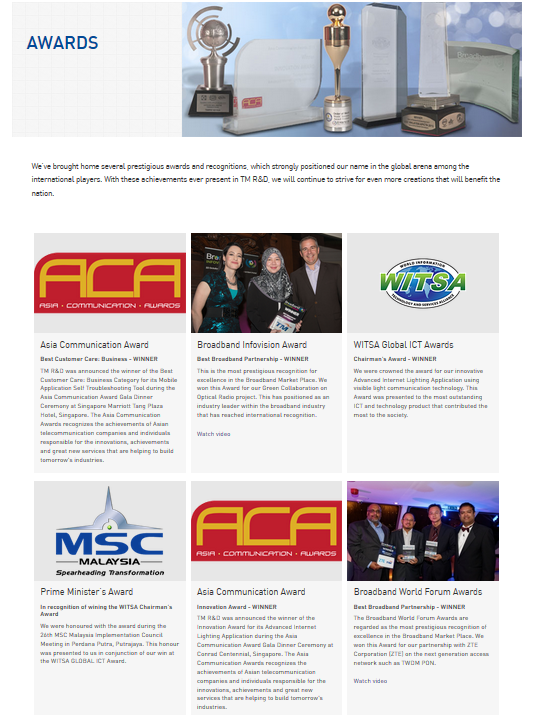 AWARDS
ACA
We've brought home several prestigious awards and recognitions, which strongly positioned our name in the global arena among the
international players. With these achievements ever present in TM R&D, we will continue to strive for even more creations that will benefit the
nation.
ACA
ASIA · COMMUNICATION · AWARDS
WORLD INFORMATION
WITSA
TECHNOLOGY AND SERVICES ALLIANCE
Asia Communication Award
Best Customer Care: Business - WINNER
TM R&D was announced the winner of the Best
Customer Care: Business Category for its Mobile
Application Self Troubleshooting Tool during the
Asia Communication Award Gala Dinner
Ceremony at Singapore Marriott Tang Plaza
Hotel, Singapore. The Asia Communication
Awards recognizes the achievements of Asian
telecommunication companies and individuals
responsible for the innovations, achievements
and great new services that are helping to build
tomorrow's industries.
Broadband Infovision Award
Best Broadband Partnership - WINNER
This is the most prestigious recognition for
excellence in the Broadband Market Place. We
won this Award for our Green Collaboration on
Optical Radio project. This has positioned as an
industry leader within the broadband industry
that has reached international recognition.
Watch video
WITSA Global ICT Awards
Chairman's Award - WINNER
We were crowned the award for our innovative
Advanced Internet Lighting Application using
visible light communication technology. This
Award was presented to the most outstanding
ICT and technology product that contributed the
most to the society.
MSC
MALAYSIA
Spearheading Transformation
ACA
ASIA · COMMUNICATION · AWARDS
Prime Minister's Award
In recognition of wining the WITSA Chairman's
Award
We were honoured with the award during the
26th MSC Malaysia Implementation Council
Meeting in Perdana Putra, Putrajaya. This honour
was presented to us in conjunction of our win at
the WITSA GLOBAL ICT Award.
Asia Communication Award
Innovation Award - WINNER
TM R&D was announced the winner of the
Innovation Award for its Advanced Internet
Lighting Application during the Asia
Communication Award Gala Dinner Ceremony at
Conrad Centennial, Singapore. The Asia
Communication Awards recognizes the
achievements of Asian telecommunication
companies and individuals responsible for the
innovations, achievements and great new
services that are helping to build tomorrow's
industries.
Broadband World Forum Awards
Best Broadband Partnership - WINNER
The Broadband World Forum Awards are
regarded as the most prestigious recognition of
excellence in the Broadband Market Place. We
won this Award for our partnership with ZTE
Corporation (ZTE) on the next generation access
network such as TWDM PON.
Watch video